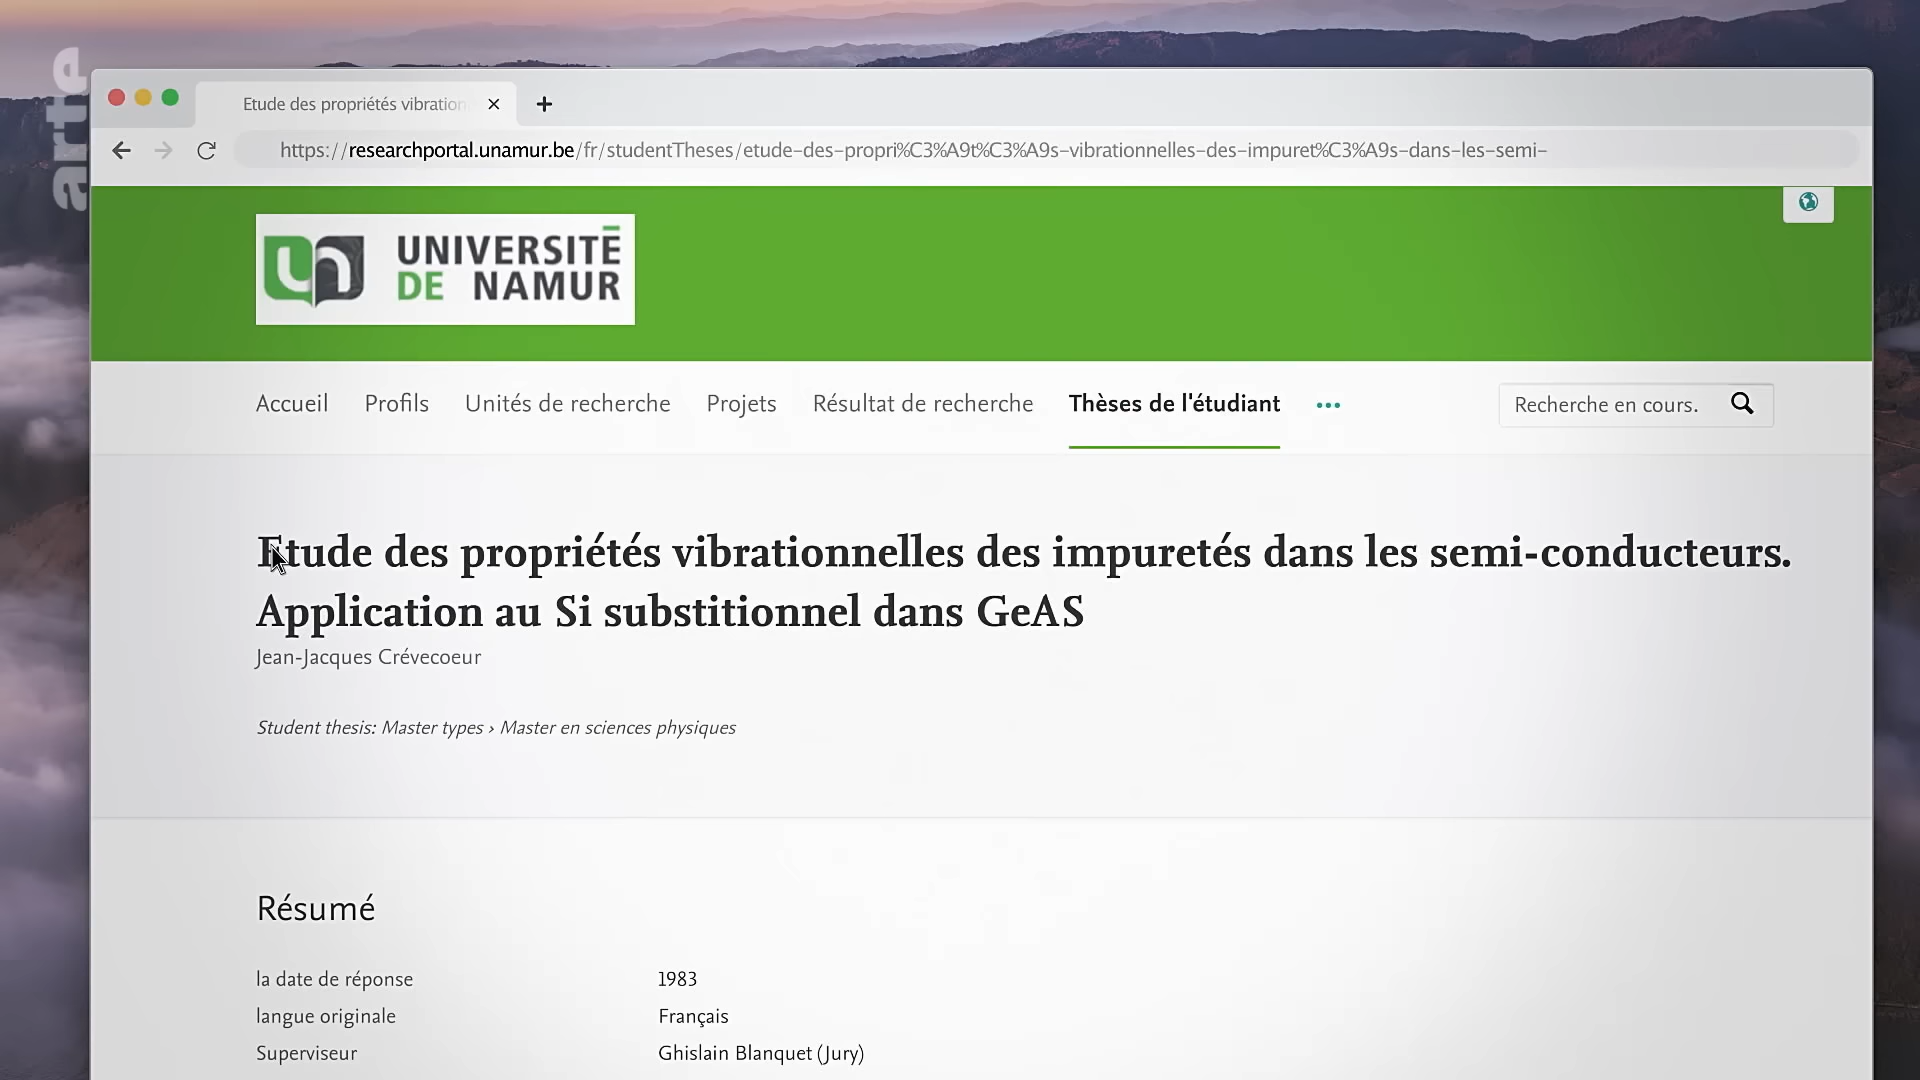 arte
Etude des propriétés vibration
https://researchportal.unamur.be/fr/studentTheses/etude-des-propri%C3%A9t%C3%A9s-vibrationnelles-des-impuret%C3%A9s-dans-les-semi-
UNIVERSITÉ
DE NAMUR
Accueil Profils Unités de recherche Projets Résultat de recherche Thèses de l'étudiant
Recherche en cours.
Etude des propriétés vibrationnelles des impuretés dans les semi-conducteurs.
Application au Si substitionnel dans GeAS
Jean-Jacques Crévecoeur
Student thesis: Master types › Master en sciences physiques
Résumé
la date de réponse 1983
langue originale Français
Superviseur Ghislain Blanquet (Jury)